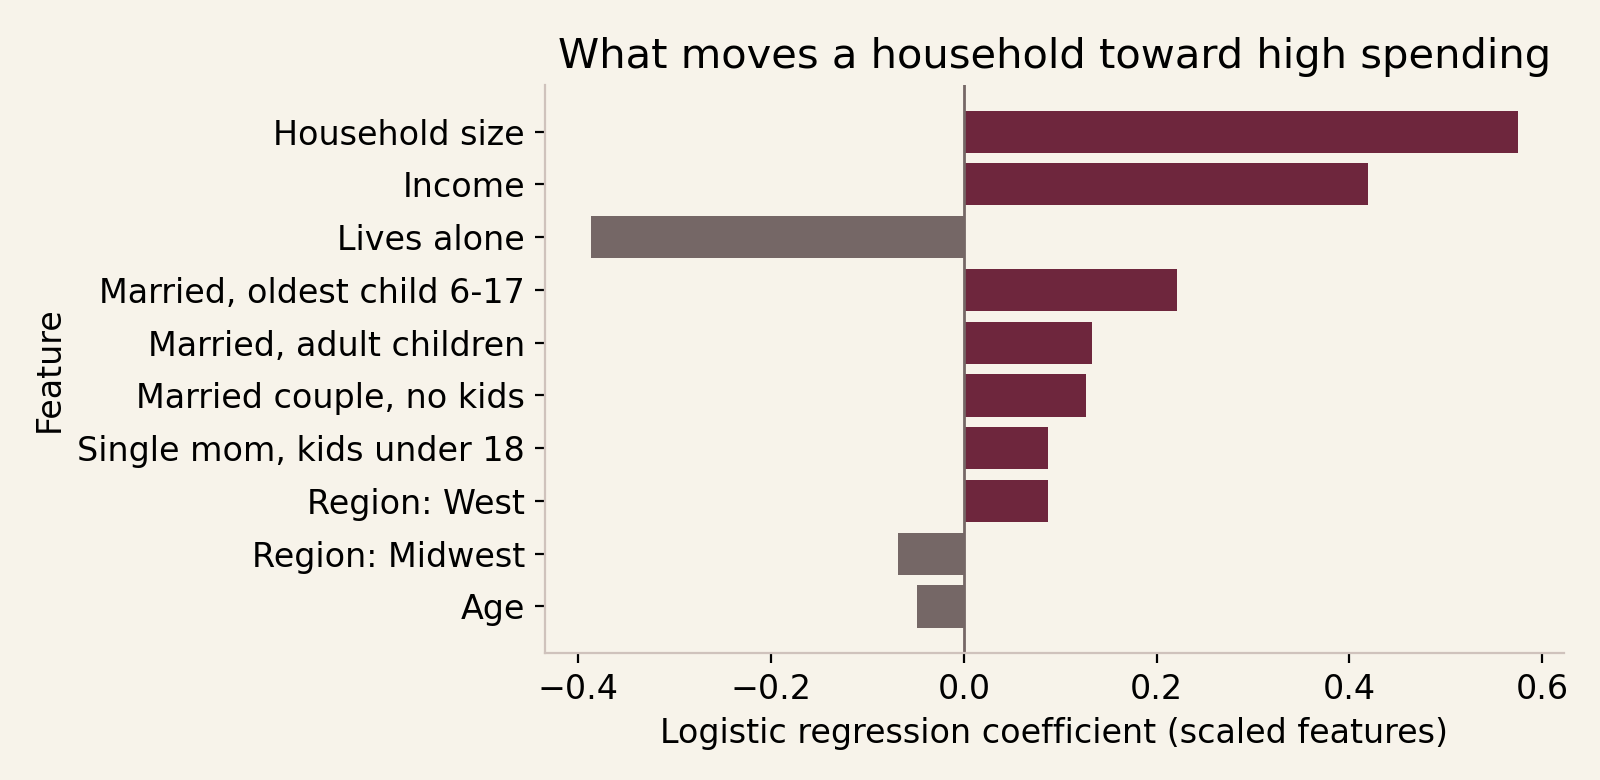 What moves a household toward high spending
Household size
Income
Lives alone
Married, oldest child 6-17
Married, adult children
Married couple, no kids
Single mom, kids under 18
Region: West
Region: Midwest
Age
Feature
−0.4 −0.2 0.0 0.2 0.4 0.6
Logistic regression coefficient (scaled features)